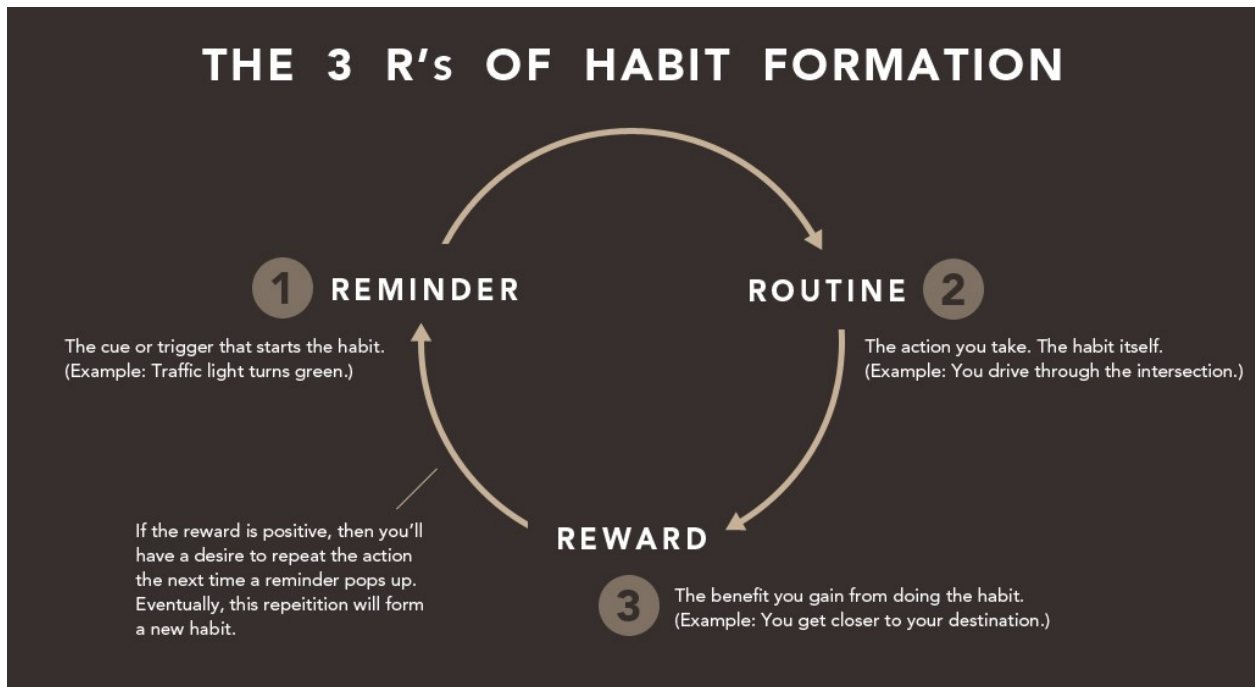 THE 3 R's OF HABIT FORMATION
1 REMINDER
The cue or trigger that starts the habit.
(Example: Traffic light turns green.)
ROUTINE 2
The action you take. The habit itself.
(Example: You drive through the intersection.)
REWARD
3
The benefit you gain from doing the habit.
(Example: You get closer to your destination.)
If the reward is positive, then you'll
have a desire to repeat the action
the next time a reminder pops up.
Eventually, this repeitition will form
a new habit.